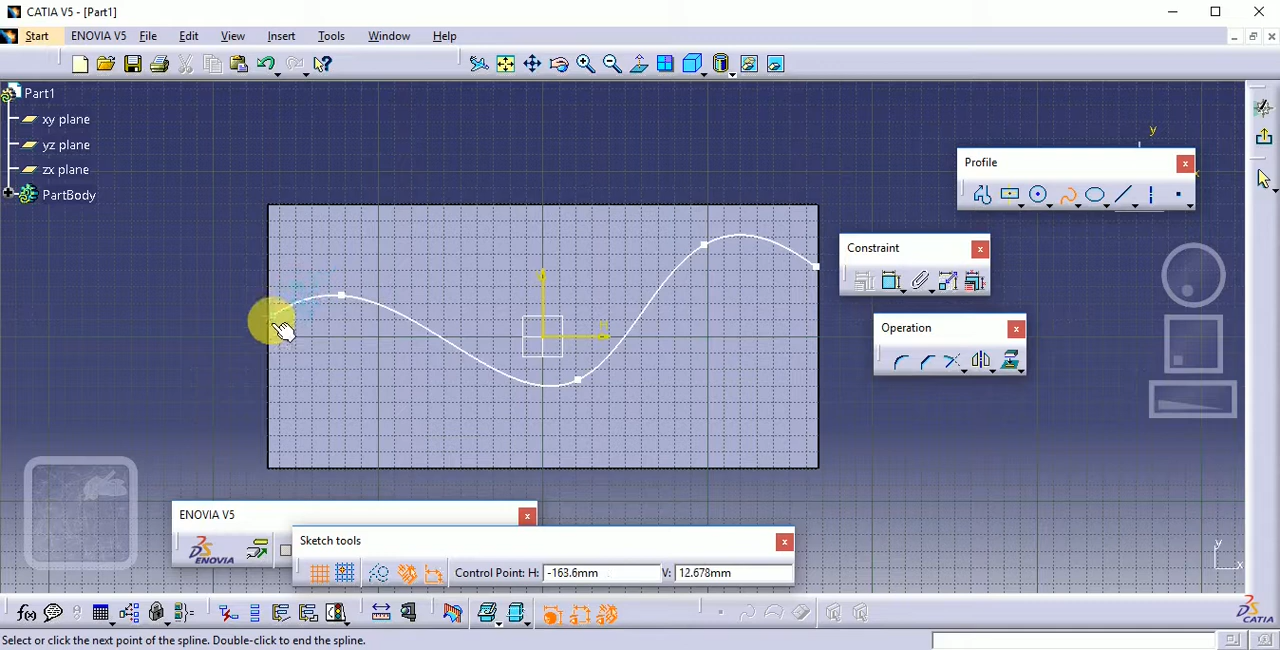 CATIA V5 - [Part1]
Start ENOVIA V5 File Edit View Insert Tools Window Help
Part1
xy plane
yz plane
zx plane
PartBody
y
x
Profile
Constraint
Operation
ENOVIA V5
ENOVIA
Sketch tools
Control Point: H: -163.6mm V: 12.678mm
y
x
f(x)
CATIA
Select or click the next point of the spline. Double-click to end the spline.